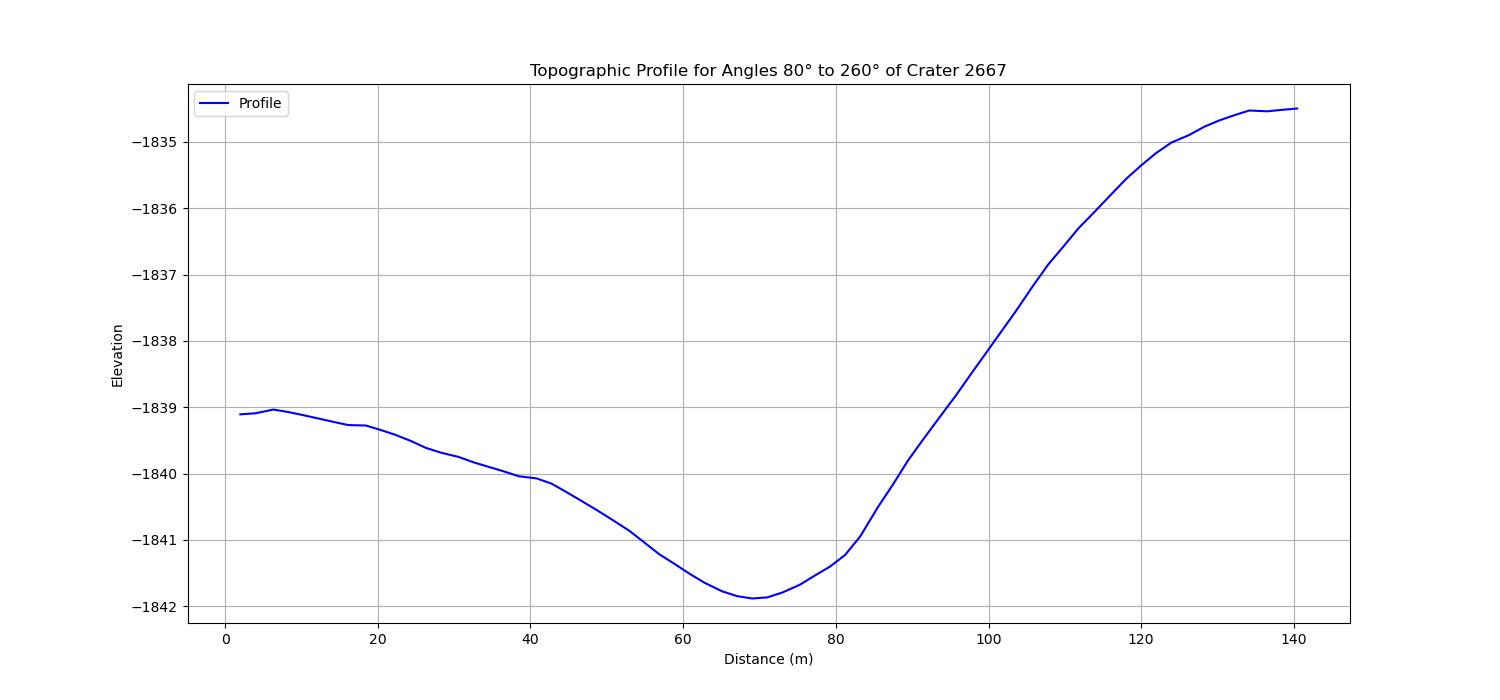 Topographic Profile for Angles 80° to 260° of Crater 2667
Profile
Elevation
−1835
−1836
−1837
−1838
−1839
−1840
−1841
−1842
0 20 40 60 80 100 120 140
Distance (m)